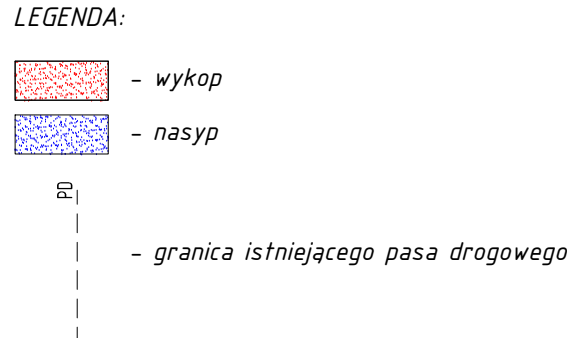 LEGENDA:
- wykop
- nasyp
PD
- granica istniejącego pasa drogowego